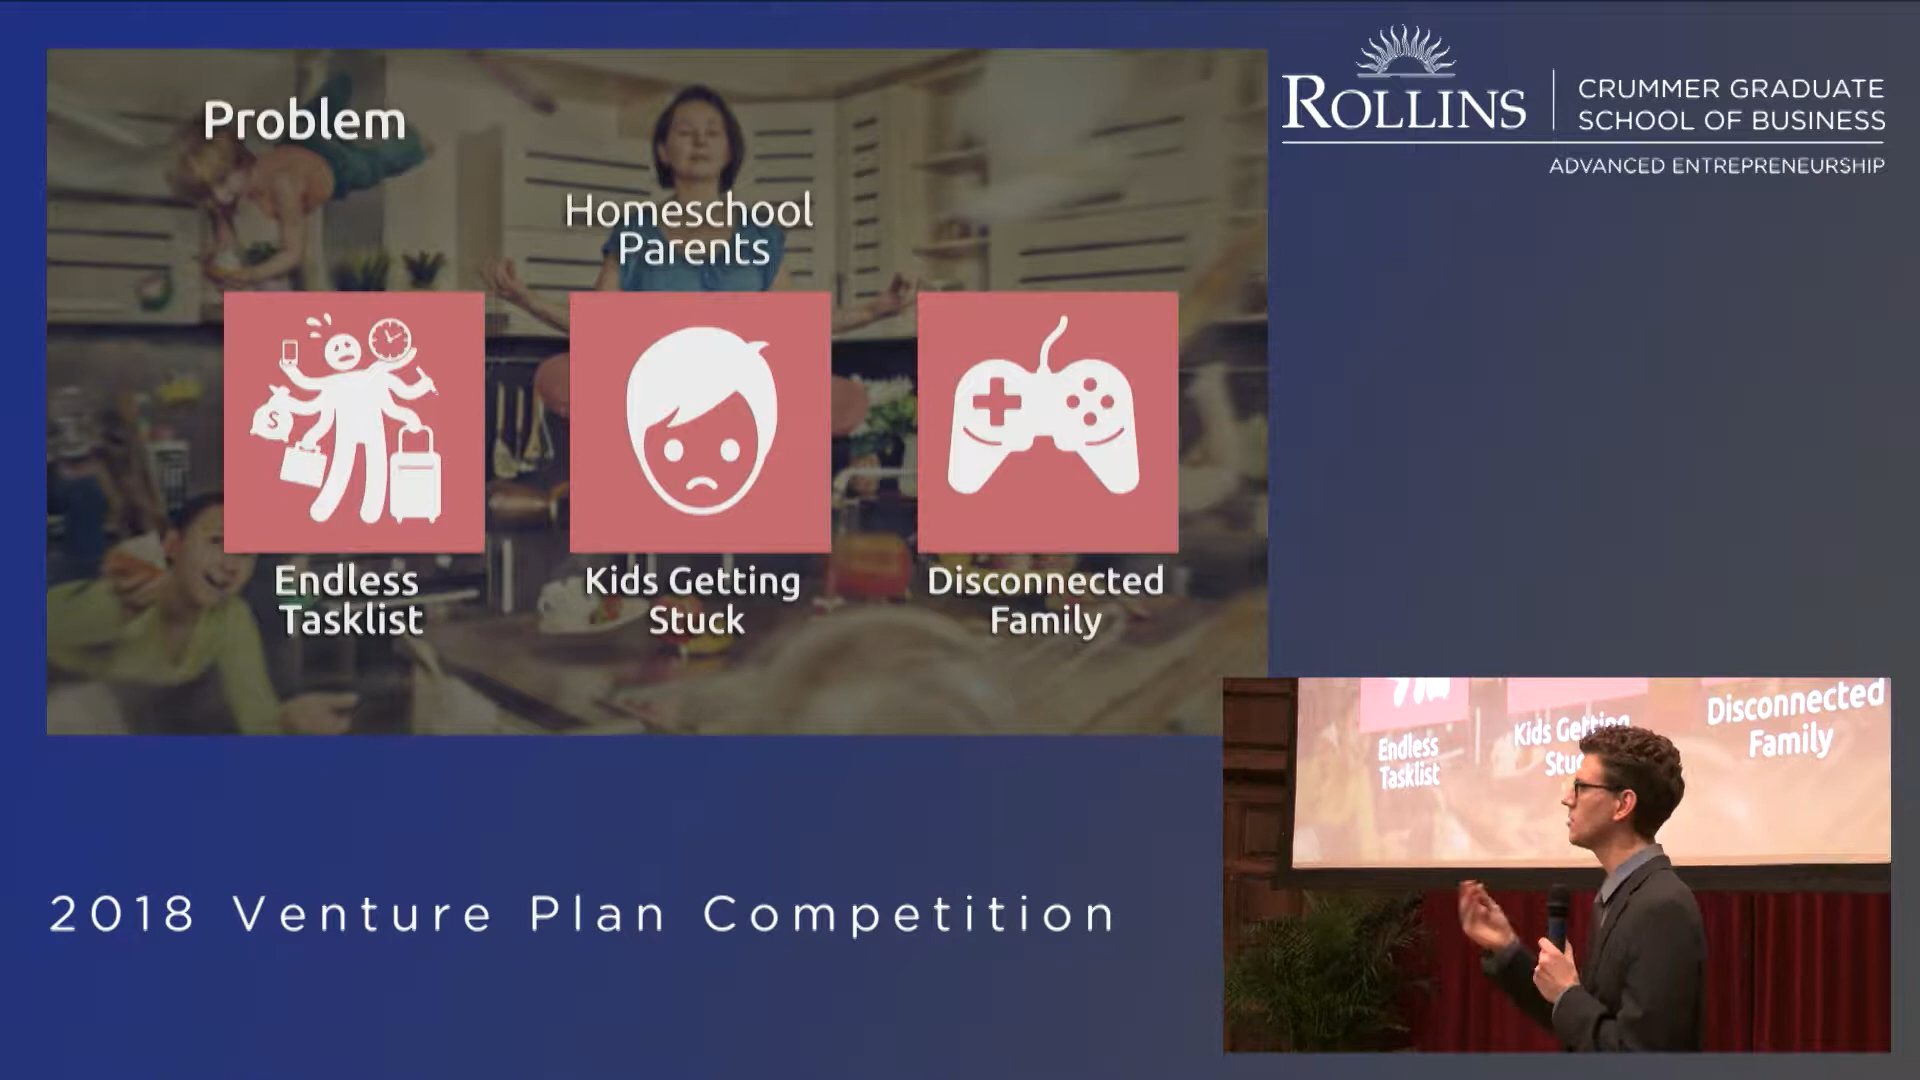 Problem
Homeschool
Parents
$
Endless
Tasklist
Kids Getting
Stuck
Disconnected
Family
ROLLINS
CRUMMER GRADUATE
SCHOOL OF BUSINESS
ADVANCED ENTREPRENEURSHIP
Endless
Tasklist
Kids Getting
Disconnected
Family
2018 Venture Plan Competition